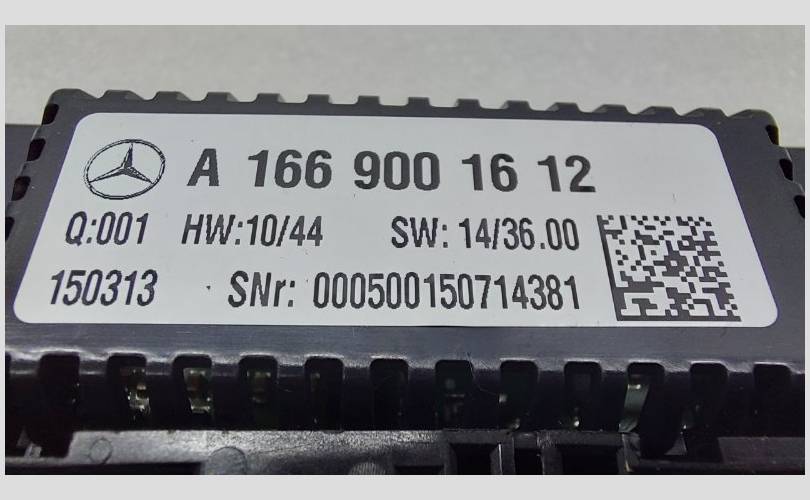 A 166 900 16 12
Q:001 HW:10/44 SW: 14/36.00
150313 SNr: 000500150714381